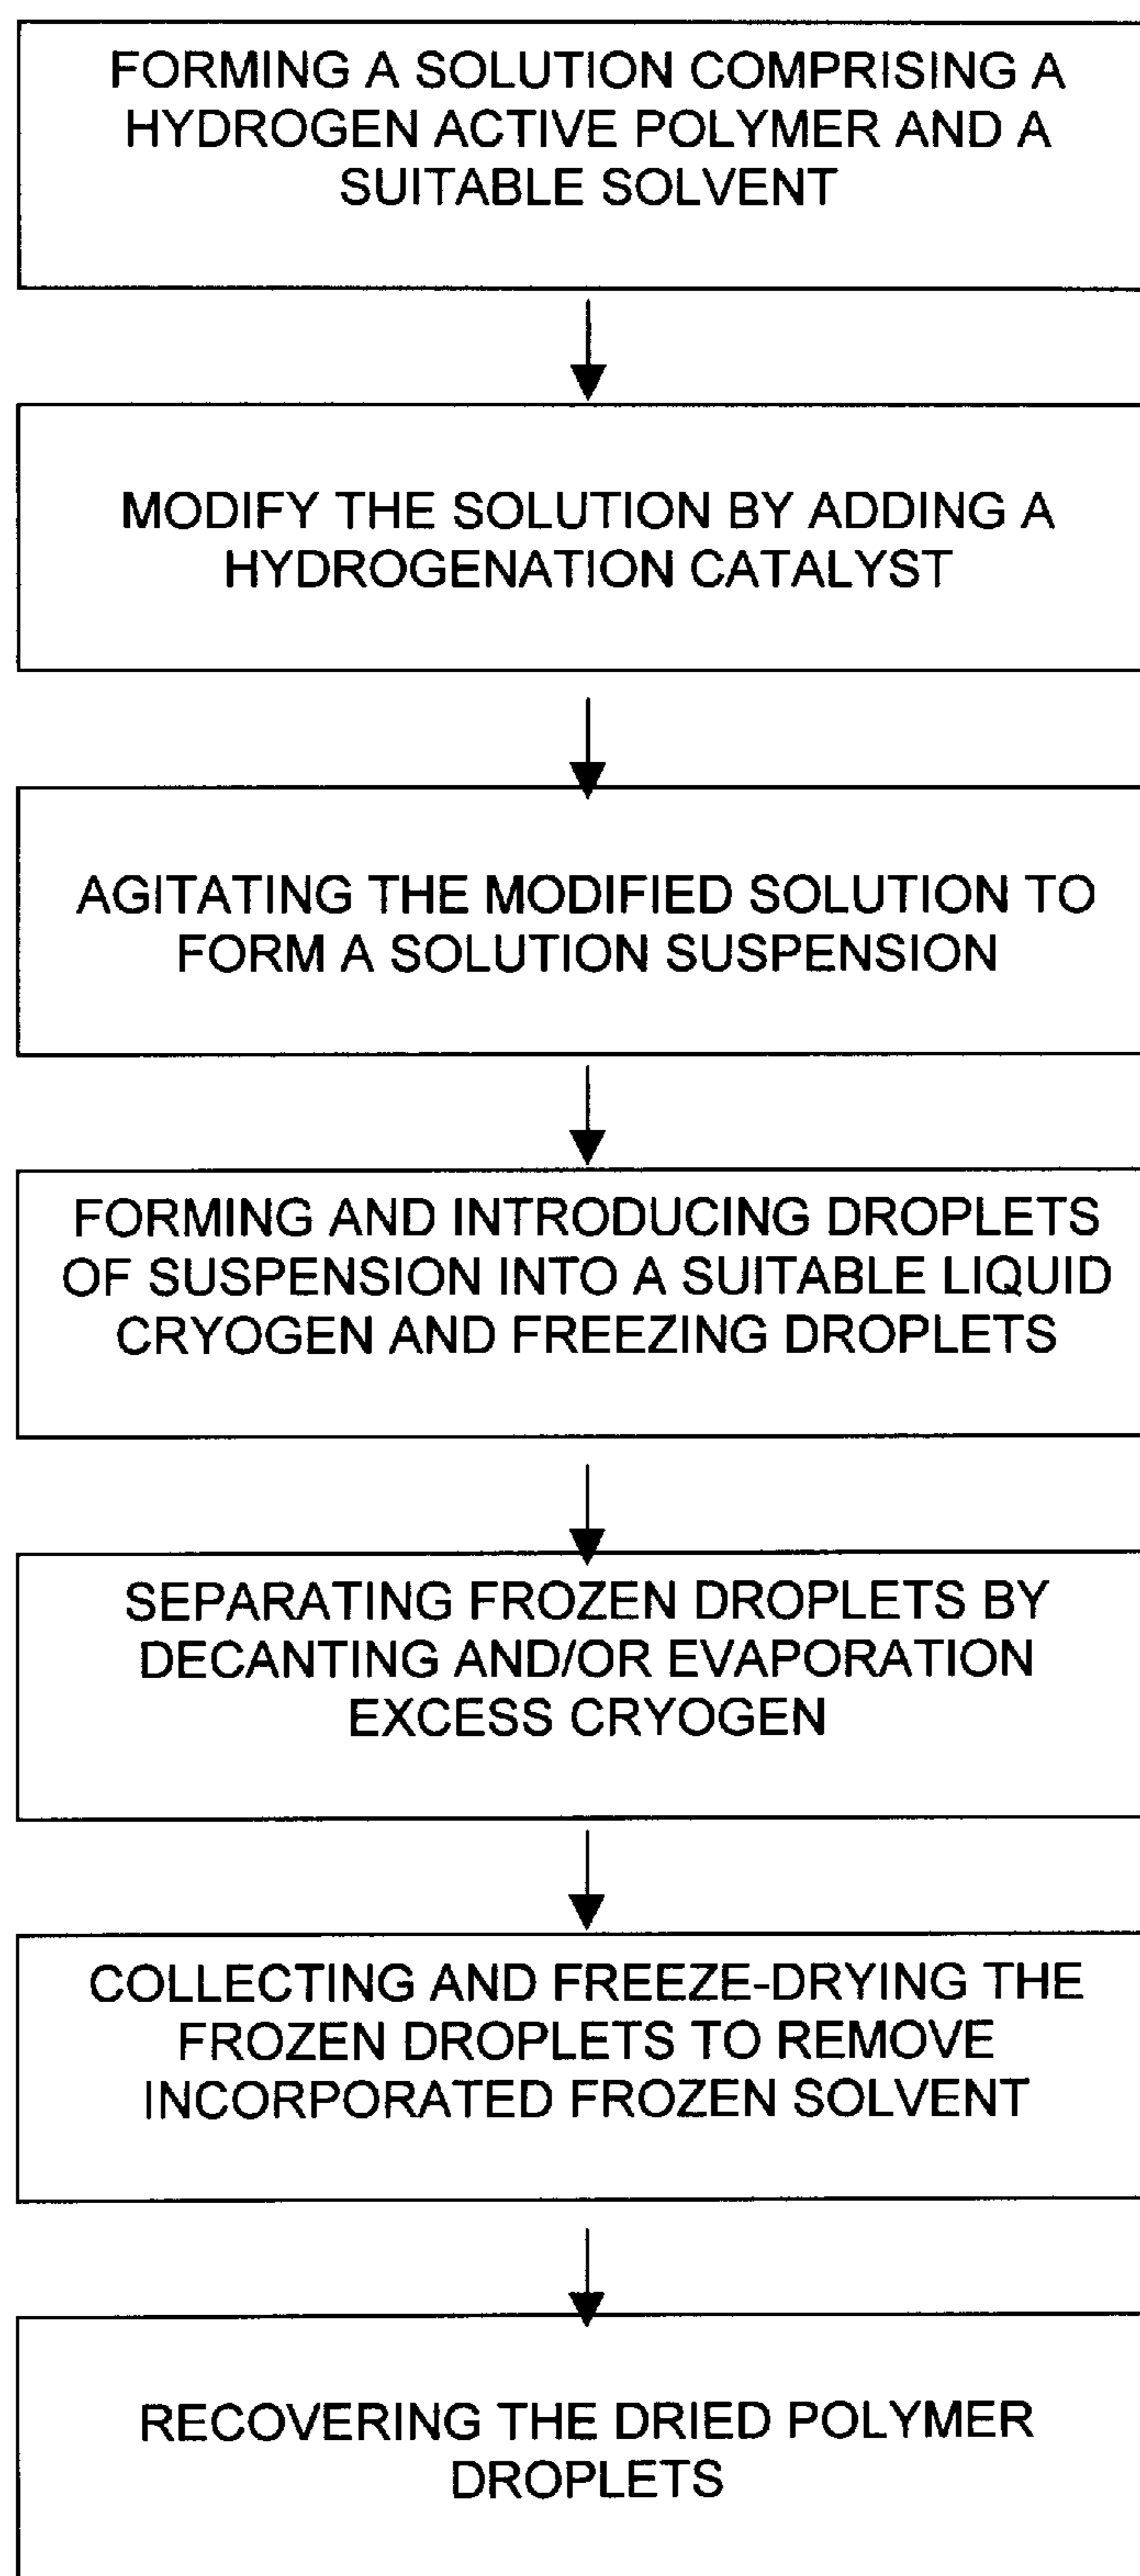 FORMING A SOLUTION COMPRISING A
HYDROGEN ACTIVE POLYMER AND A
SUITABLE SOLVENT
MODIFY THE SOLUTION BY ADDING A
HYDROGENATION CATALYST
AGITATING THE MODIFIED SOLUTION TO
FORM A SOLUTION SUSPENSION
FORMING AND INTRODUCING DROPLETS
OF SUSPENSION INTO A SUITABLE LIQUID
CRYOGEN AND FREEZING DROPLETS
SEPARATING FROZEN DROPLETS BY
DECANTING AND/OR EVAPORATION
EXCESS CRYOGEN
COLLECTING AND FREEZE-DRYING THE
FROZEN DROPLETS TO REMOVE
INCORPORATED FROZEN SOLVENT
RECOVERING THE DRIED POLYMER
DROPLETS